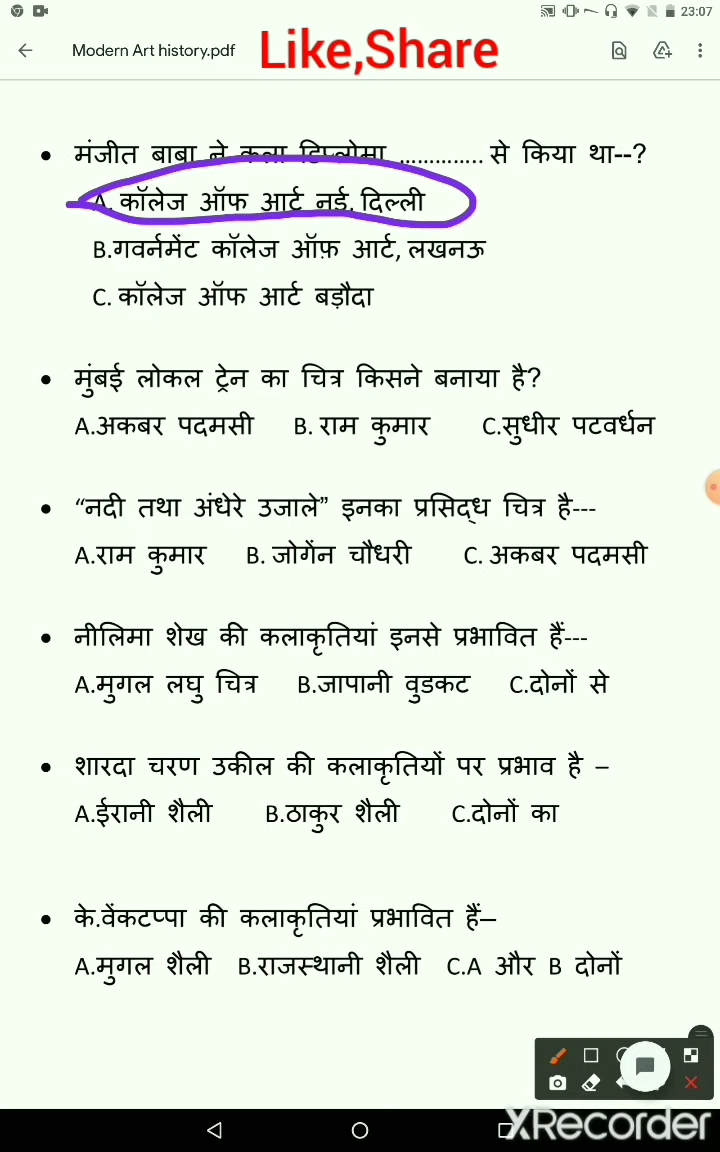 23:07
Modern Art history.pdf Like,Share
• मंजीत बाबा ने कला डिप्लोमा .............. से किया था--?
A. कॉलेज ऑफ आर्ट नई, दिल्ली
B.गवर्नमेंट कॉलेज ऑफ़ आर्ट, लखनऊ
C. कॉलेज ऑफ आर्ट बड़ौदा
• मुंबई लोकल ट्रेन का चित्र किसने बनाया है?
A.अकबर पदमसी B. राम कुमार C.सुधीर पटवर्धन
• “नदी तथा अंधेरे उजाले” इनका प्रसिद्ध चित्र है---
A.राम कुमार B. जोगेंन चौधरी C. अकबर पदमसी
• नीलिमा शेख की कलाकृतियां इनसे प्रभावित हैं---
A.मुगल लघु चित्र B.जापानी वुडकट C.दोनों से
• शारदा चरण उकील की कलाकृतियों पर प्रभाव है –
A.ईरानी शैली B.ठाकुर शैली C.दोनों का
• के.वेंकटप्पा की कलाकृतियां प्रभावित हैं–
A.मुगल शैली B.राजस्थानी शैली C.A और B दोनों
XRecorder